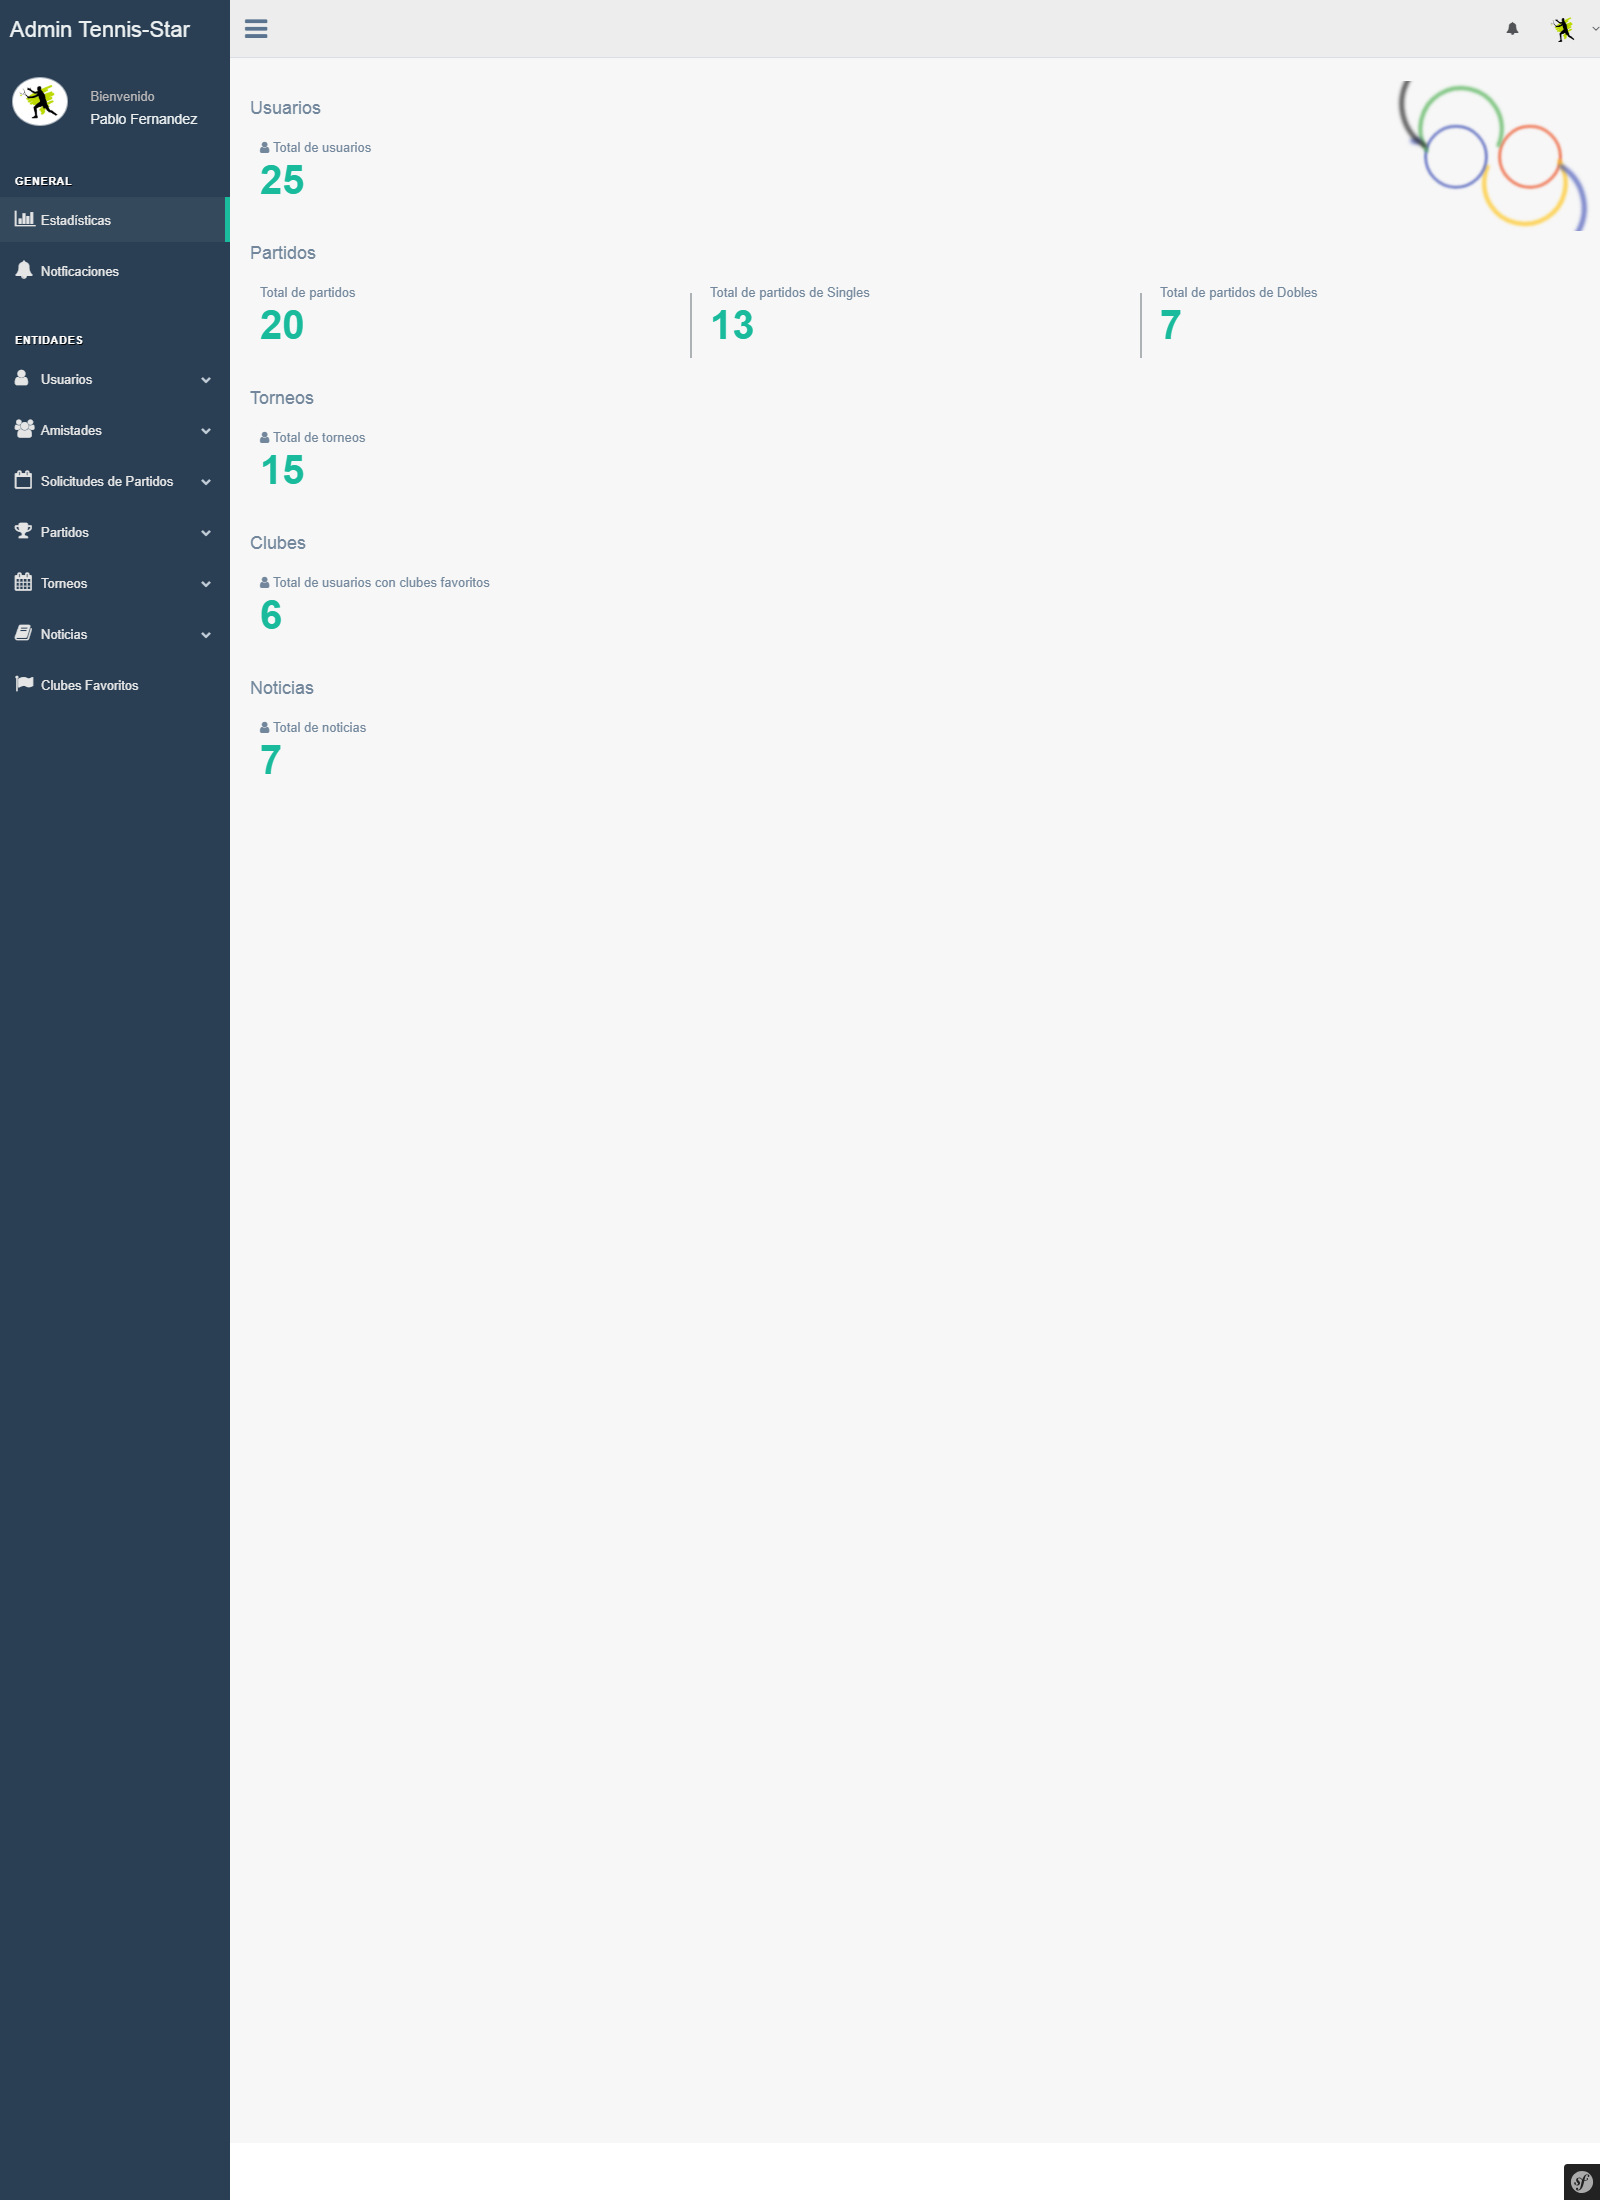 Admin Tennis-Star
Bienvenido
Pablo Fernandez
GENERAL
Estadísticas
Notficaciones
ENTIDADES
Usuarios
Amistades
Solicitudes de Partidos
Partidos
Torneos
Noticias
Clubes Favoritos
Usuarios
Total de usuarios
25
Partidos
Total de partidos
20
Total de partidos de Singles
13
Total de partidos de Dobles
7
Torneos
Total de torneos
15
Clubes
Total de usuarios con clubes favoritos
6
Noticias
Total de noticias
7
sf